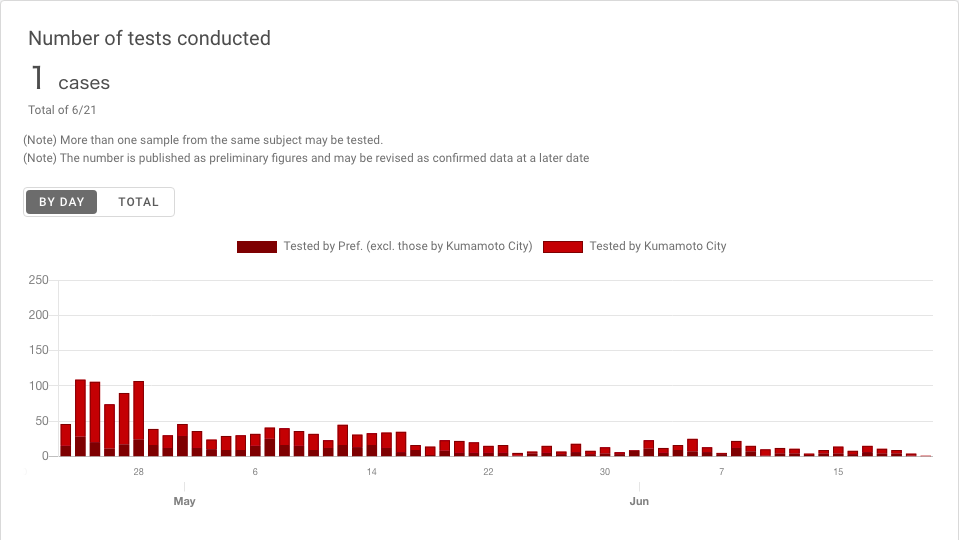 Number of tests conducted
1 cases
Total of 6/21
(Note) More than one sample from the same subject may be tested.
(Note) The number is published as preliminary figures and may be revised as confirmed data at a later date
BY DAY TOTAL
Tested by Pref. (excl. those by Kumamoto City) Tested by Kumamoto City
250
200
150
100
50
0
28 6 14 22 30 7 15
May Jun